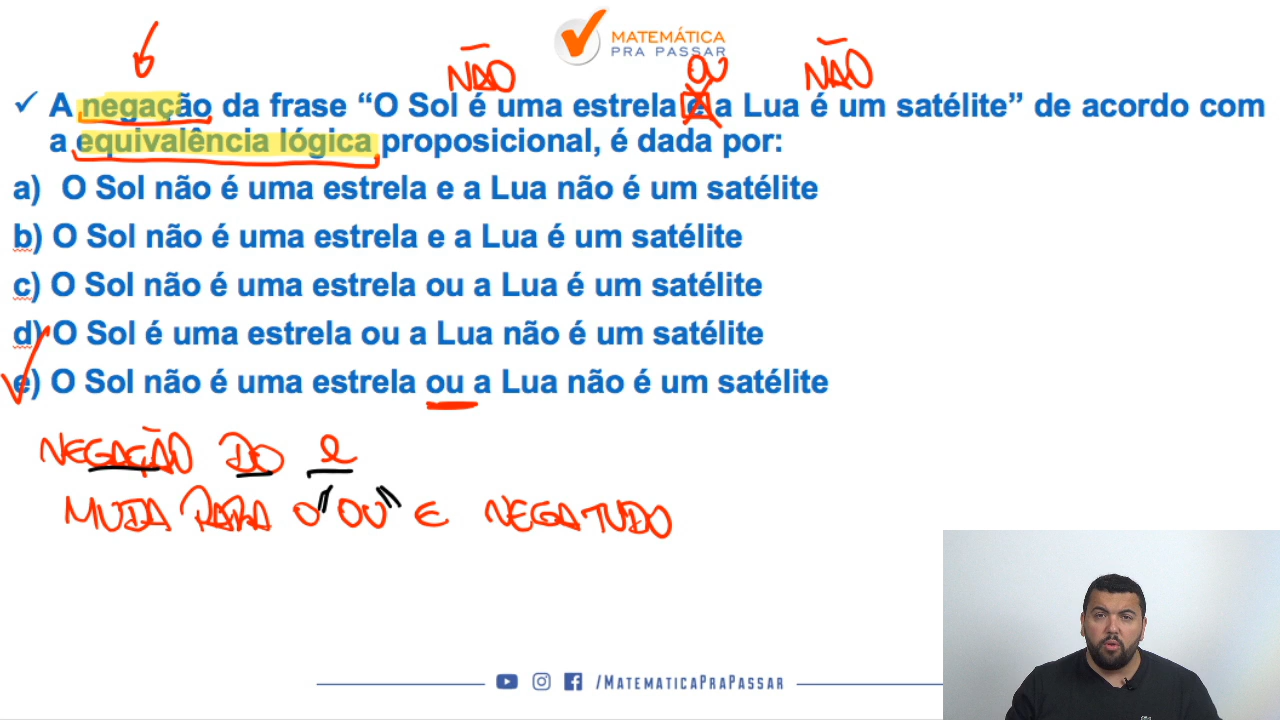 MATEMÁTICA
PRA PASSAR
NÃO OU NÃO
✓ A negação da frase “O Sol é uma estrela e a Lua é um satélite” de acordo com
a equivalência lógica proposicional, é dada por:
a) O Sol não é uma estrela e a Lua não é um satélite
b) O Sol não é uma estrela e a Lua é um satélite
c) O Sol não é uma estrela ou a Lua é um satélite
d) O Sol é uma estrela ou a Lua não é um satélite
e) O Sol não é uma estrela ou a Lua não é um satélite
NEGAÇÃO DO e
MUDA PARA O "OU" E NEGA TUDO
/MATEMATICAPRAPASSAR